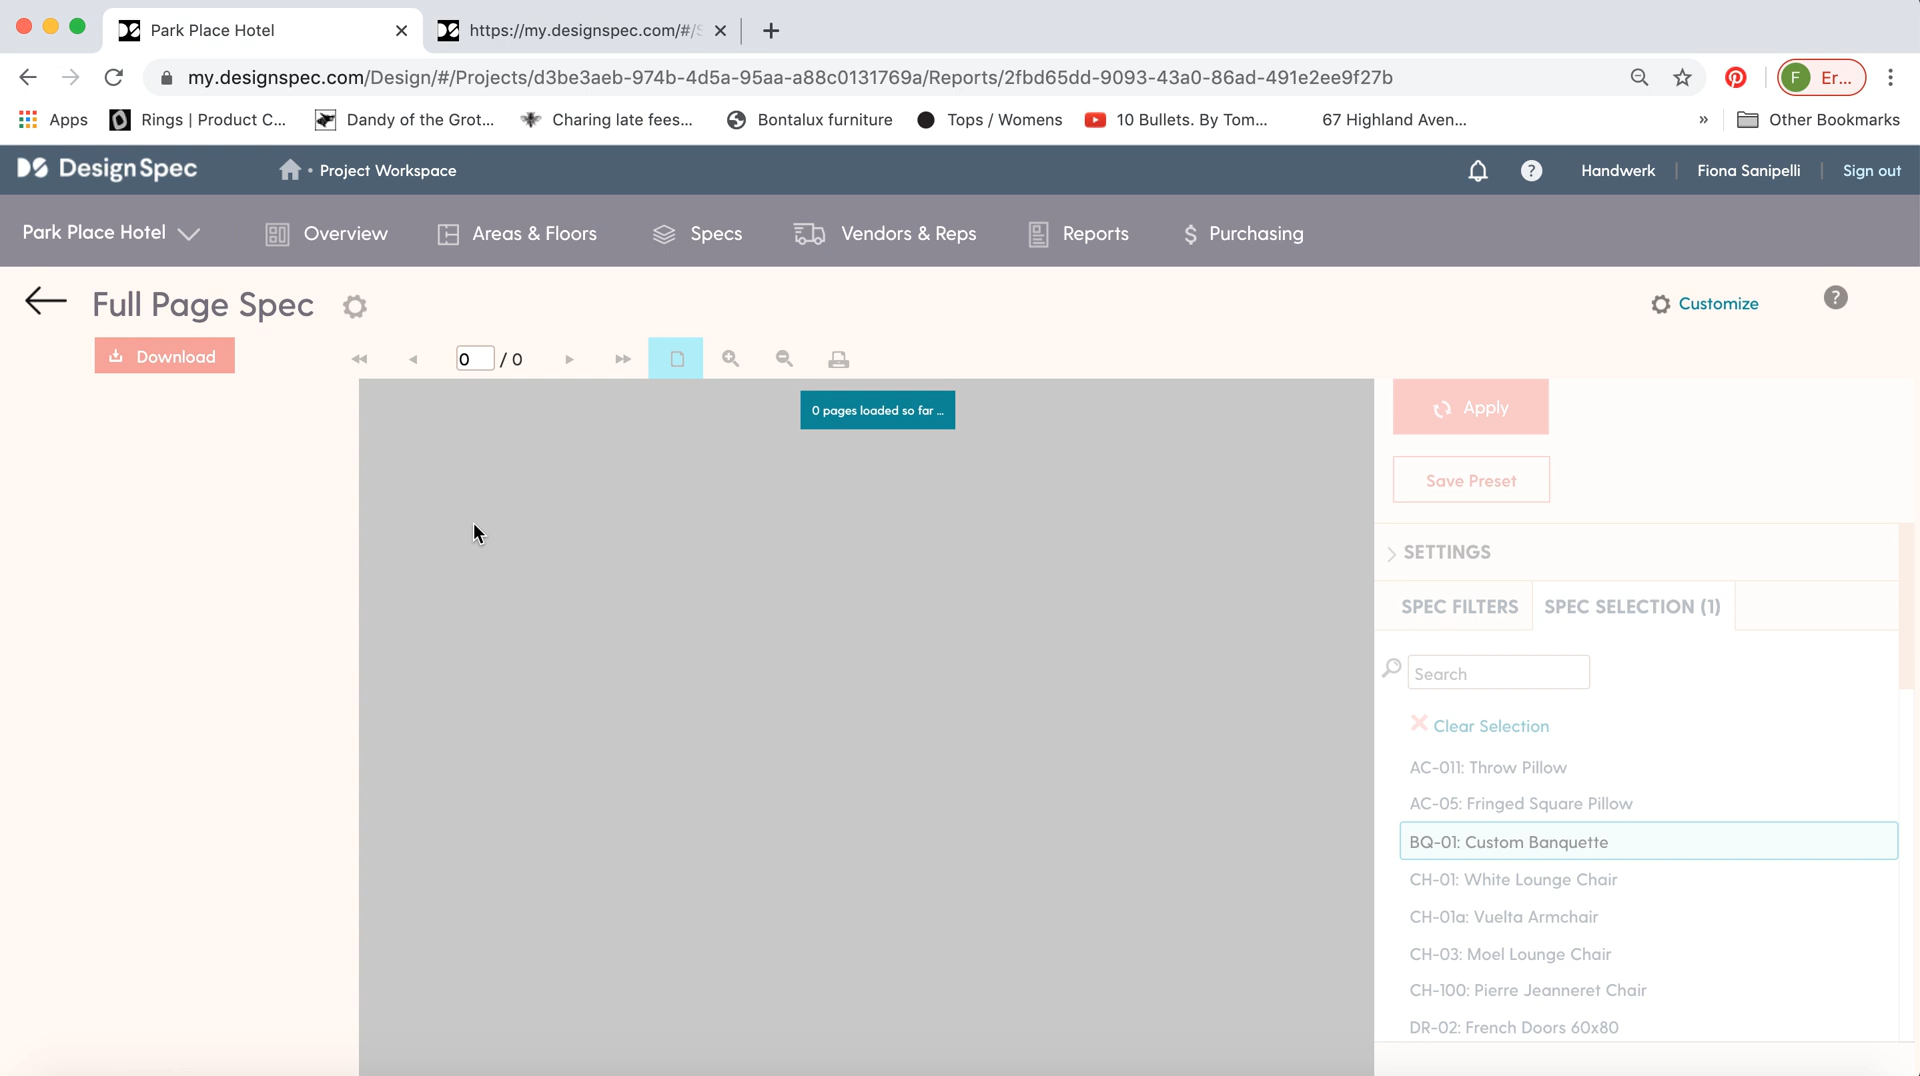 Park Place Hotel
https://my.designspec.com/#/S
my.designspec.com/Design/#/Projects/d3be3aeb-974b-4d5a-95aa-a88c0131769a/Reports/2fbd65dd-9093-43a0-86ad-491e2ee9f27b
F Er...
Apps
Rings | Product C...
Dandy of the Grot...
Charing late fees...
Bontalux furniture
Tops / Womens
10 Bullets. By Tom...
67 Highland Aven...
»
Other Bookmarks
DesignSpec
• Project Workspace
?
Handwerk
Fiona Sanipelli
Sign out
Park Place Hotel
Overview
Areas & Floors
Specs
Vendors & Reps
Reports
$ Purchasing
Full Page Spec
Customize
?
Download
0 / 0
0 pages loaded so far ...
Apply
Save Preset
SETTINGS
SPEC FILTERS
SPEC SELECTION (1)
Search
Clear Selection
AC-011: Throw Pillow
AC-05: Fringed Square Pillow
BQ-01: Custom Banquette
CH-01: White Lounge Chair
CH-01a: Vuelta Armchair
CH-03: Moel Lounge Chair
CH-100: Pierre Jeanneret Chair
DR-02: French Doors 60x80